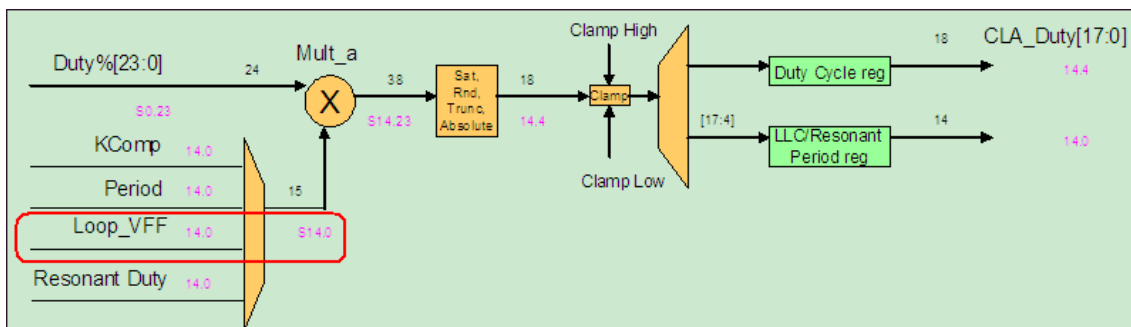 Duty%[23:0]
24
S0.23
Mult_a
X
38
S14.23
Sat,
Rnd,
Trunc,
Absolute
18
14.4
Clamp High
Clamp
Clamp Low
[17:4]
Duty Cycle reg
18
CLA_Duty[17:0]
14.4
LLC/Resonant
Period reg
14
14.0
KComp
14.0
Period
14.0
15
Loop_VFF
14.0
S14.0
Resonant Duty
14.0